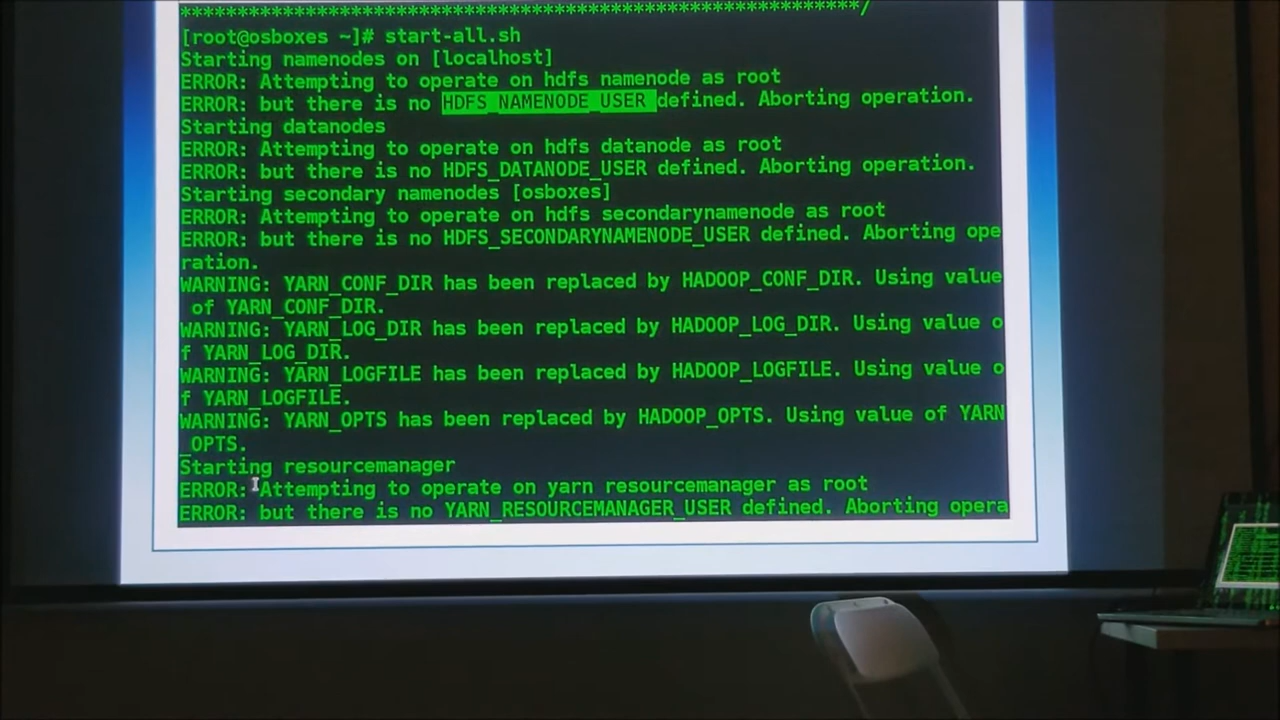 ************************************************************/
[root@osboxes ~]# start-all.sh
Starting namenodes on [localhost]
ERROR: Attempting to operate on hdfs namenode as root
ERROR: but there is no HDFS_NAMENODE_USER defined. Aborting operation.
Starting datanodes
ERROR: Attempting to operate on hdfs datanode as root
ERROR: but there is no HDFS_DATANODE_USER defined. Aborting operation.
Starting secondary namenodes [osboxes]
ERROR: Attempting to operate on hdfs secondarynamenode as root
ERROR: but there is no HDFS_SECONDARYNAMENODE_USER defined. Aborting ope
ration.
WARNING: YARN_CONF_DIR has been replaced by HADOOP_CONF_DIR. Using value
 of YARN_CONF_DIR.
WARNING: YARN_LOG_DIR has been replaced by HADOOP_LOG_DIR. Using value o
f YARN_LOG_DIR.
WARNING: YARN_LOGFILE has been replaced by HADOOP_LOGFILE. Using value o
f YARN_LOGFILE.
WARNING: YARN_OPTS has been replaced by HADOOP_OPTS. Using value of YARN
_OPTS.
Starting resourcemanager
ERROR: Attempting to operate on yarn resourcemanager as root
ERROR: but there is no YARN_RESOURCEMANAGER_USER defined. Aborting opera